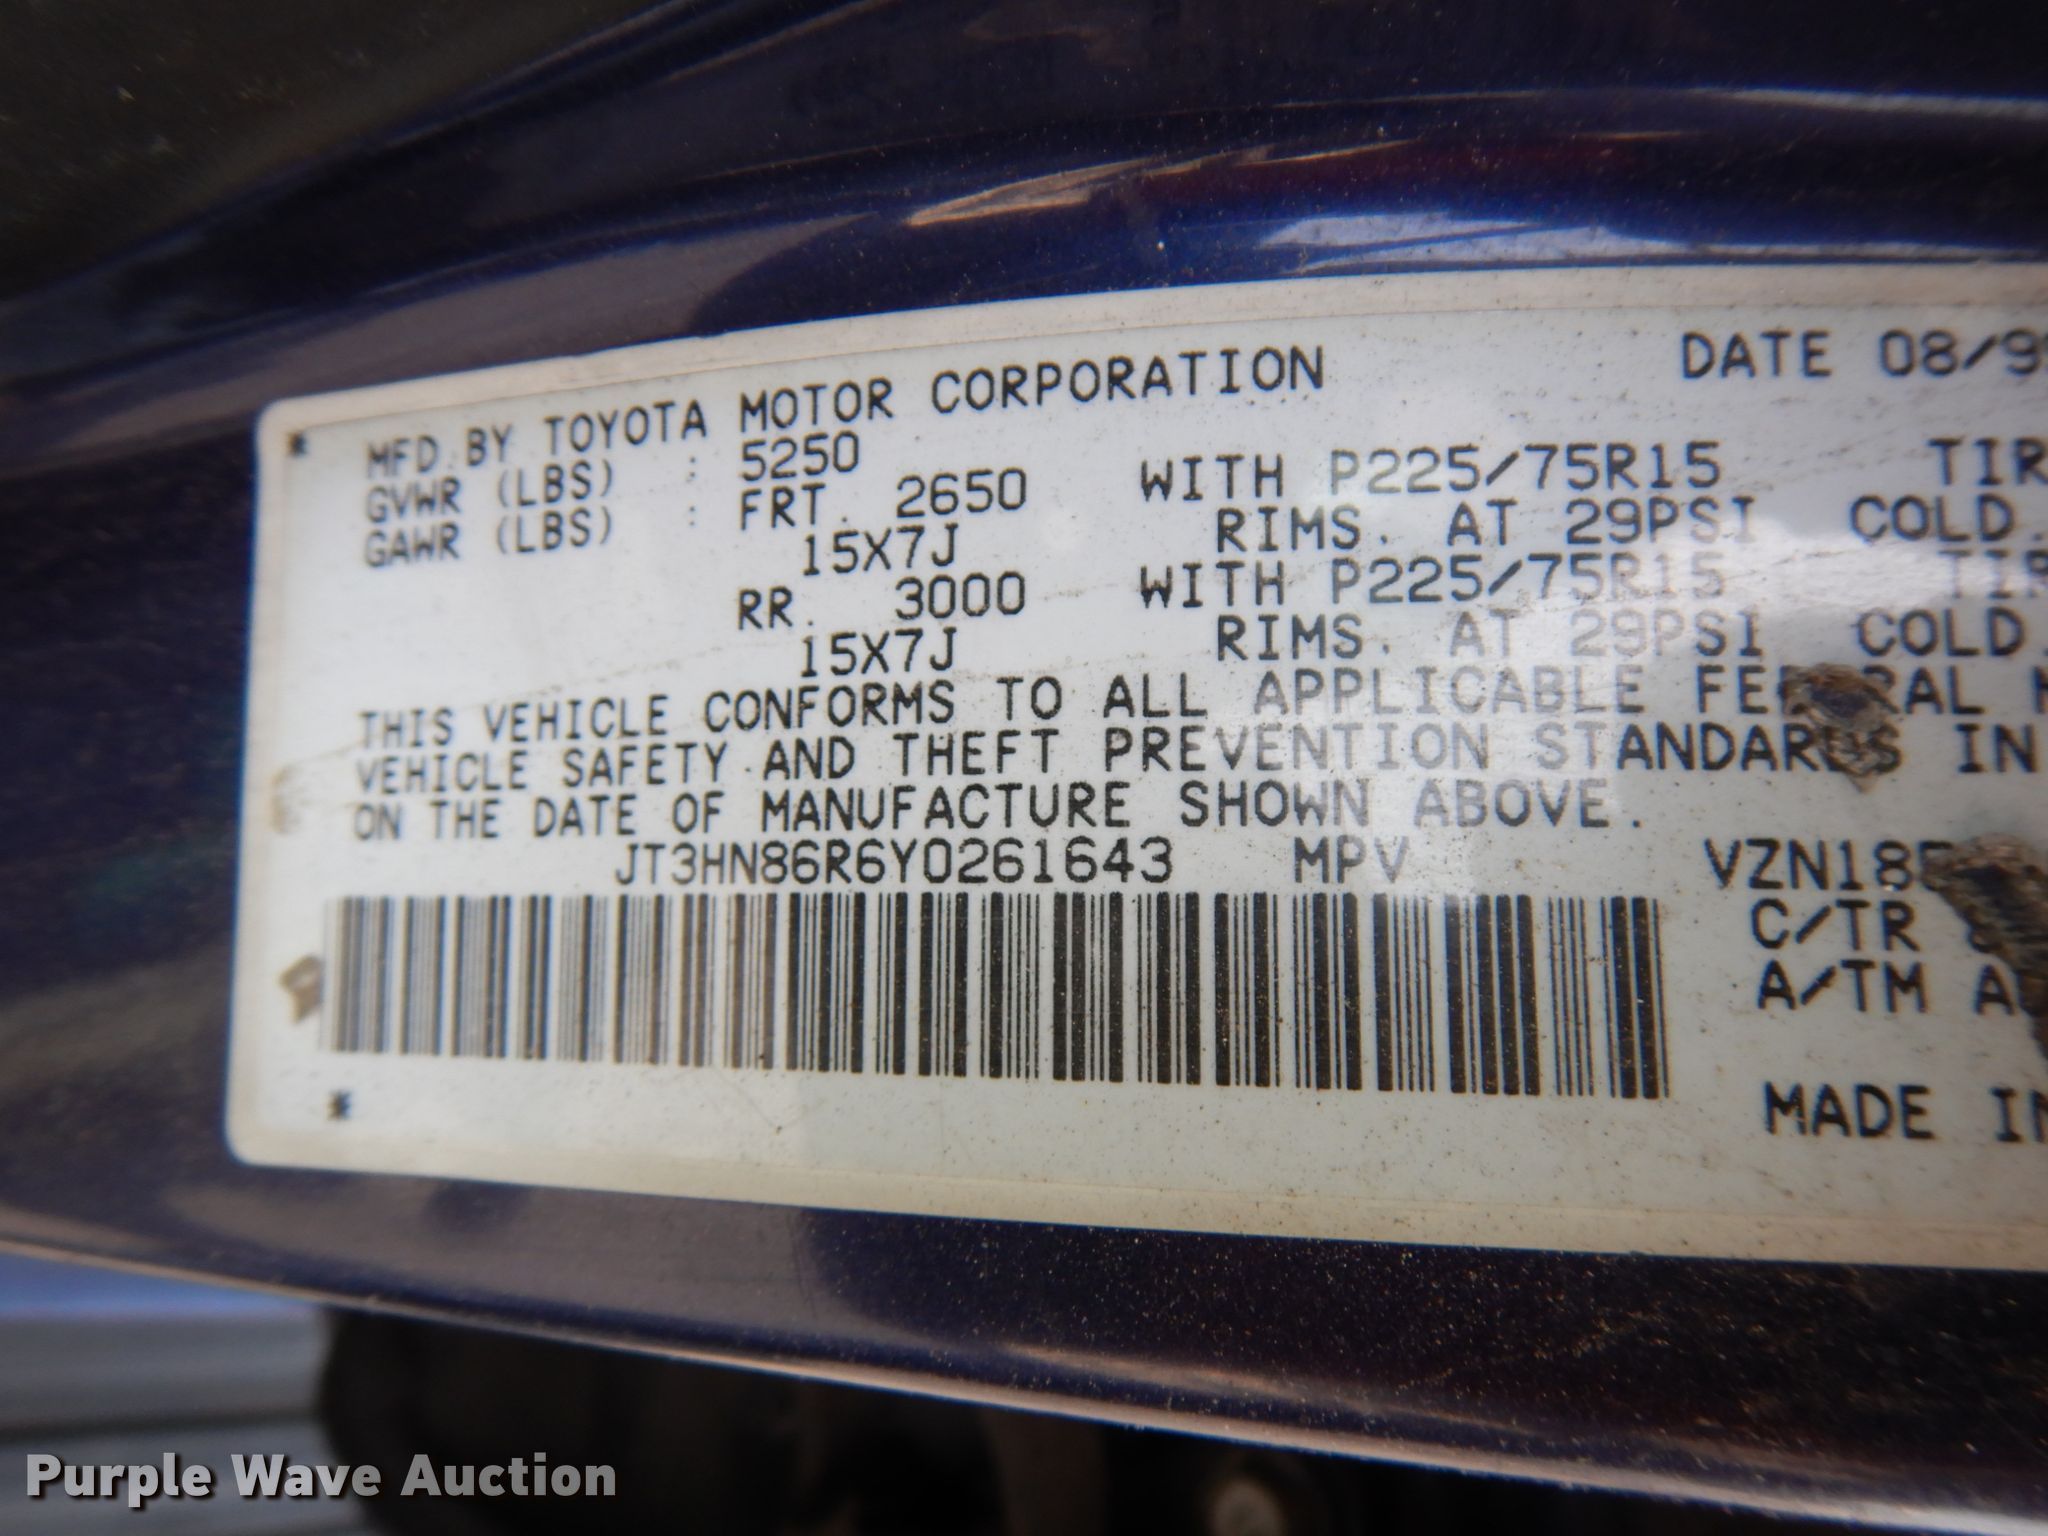 * MFD.BY TOYOTA MOTOR CORPORATION DATE
GVWR (LBS) : 5250
GAWR (LBS) : FRT. 2650 WITH P225/75R15
15X7J RIMS. AT 29PSI COLD.
RR. 3000 WITH P225/75R15
15X7J RIMS. AT 29PSI COLD.
THIS VEHICLE CONFORMS TO ALL APPLICABLE
VEHICLE SAFETY AND THEFT PREVENTION STANDARDS IN
ON THE DATE OF MANUFACTURE SHOWN ABOVE.
JT3HN86R6Y0261643 MPV
C/TR
A/TM
* MADE
Purple Wave Auction